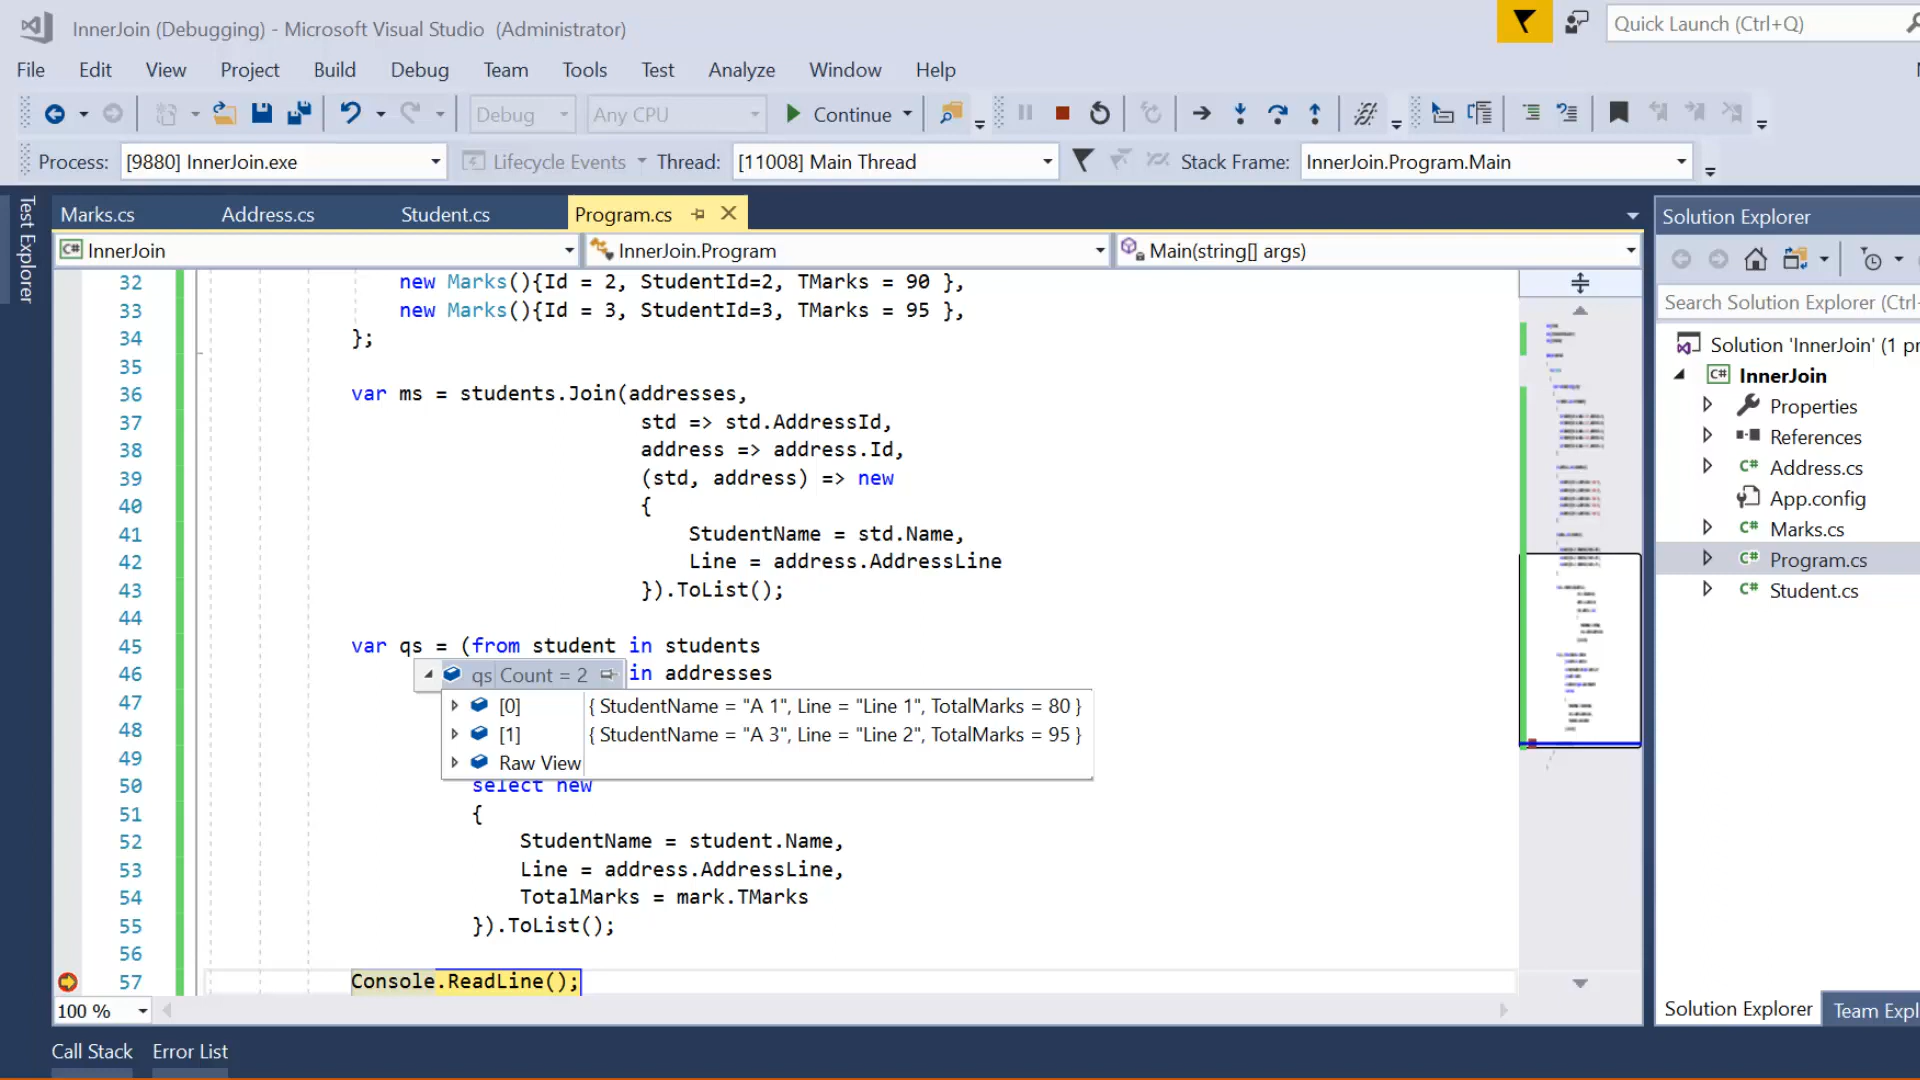 InnerJoin (Debugging) - Microsoft Visual Studio (Administrator)
Quick Launch (Ctrl+Q)
File Edit View Project Build Debug Team Tools Test Analyze Window Help
Debug Any CPU Continue
Process: [9880] InnerJoin.exe Lifecycle Events Thread: [11008] Main Thread Stack Frame: InnerJoin.Program.Main
Test Explorer
Marks.cs Address.cs Student.cs Program.cs
C# InnerJoin InnerJoin.Program Main(string[] args)
32 new Marks(){Id = 2, StudentId=2, TMarks = 90 },
33 new Marks(){Id = 3, StudentId=3, TMarks = 95 },
34 };
35
36 var ms = students.Join(addresses,
37 std => std.AddressId,
38 address => address.Id,
39 (std, address) => new
40 {
41 StudentName = std.Name,
42 Line = address.AddressLine
43 }).ToList();
44
45 var qs = (from student in students
46 in addresses
qs Count = 2
47 [0] { StudentName = "A 1", Line = "Line 1", TotalMarks = 80 }
48 [1] { StudentName = "A 3", Line = "Line 2", TotalMarks = 95 }
49 Raw View
50 select new
51 {
52 StudentName = student.Name,
53 Line = address.AddressLine,
54 TotalMarks = mark.TMarks
55 }).ToList();
56
57 Console.ReadLine();
100 %
Solution Explorer
Search Solution Explorer (Ctrl+
Solution 'InnerJoin' (1 pr
C# InnerJoin
Properties
References
C# Address.cs
App.config
C# Marks.cs
C# Program.cs
C# Student.cs
Solution Explorer Team Expl
Call Stack Error List